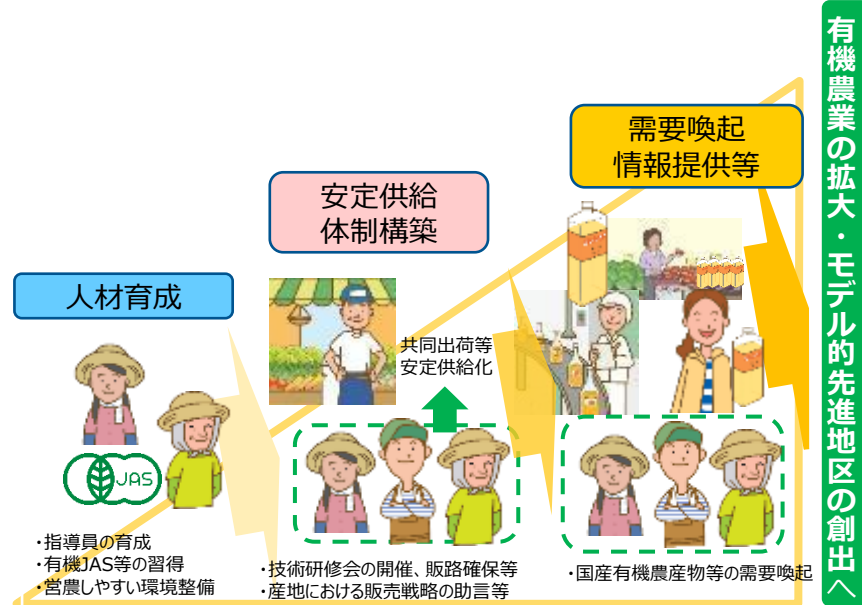 人材育成
JAS
・指導員の育成
・有機JAS等の習得
・営農しやすい環境整備
安定供給
体制構築
共同出荷等
安定供給化
・技術研修会の開催、販路確保等
・産地における販売戦略の助言等
需要喚起
情報提供等
・国産有機農産物等の需要喚起
有機農業の拡大・モデル的先進地区の創出へ